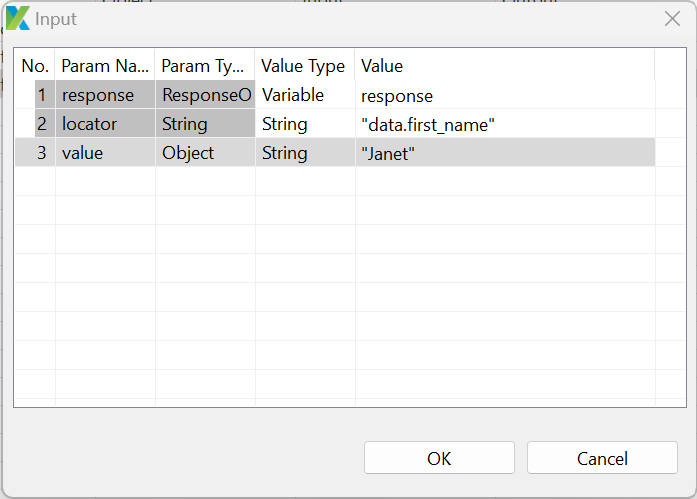 Input
No. Param Na... Param Ty... Value Type Value
1 response ResponseO Variable response
2 locator String String "data.first_name"
3 value Object String "Janet"
OK Cancel